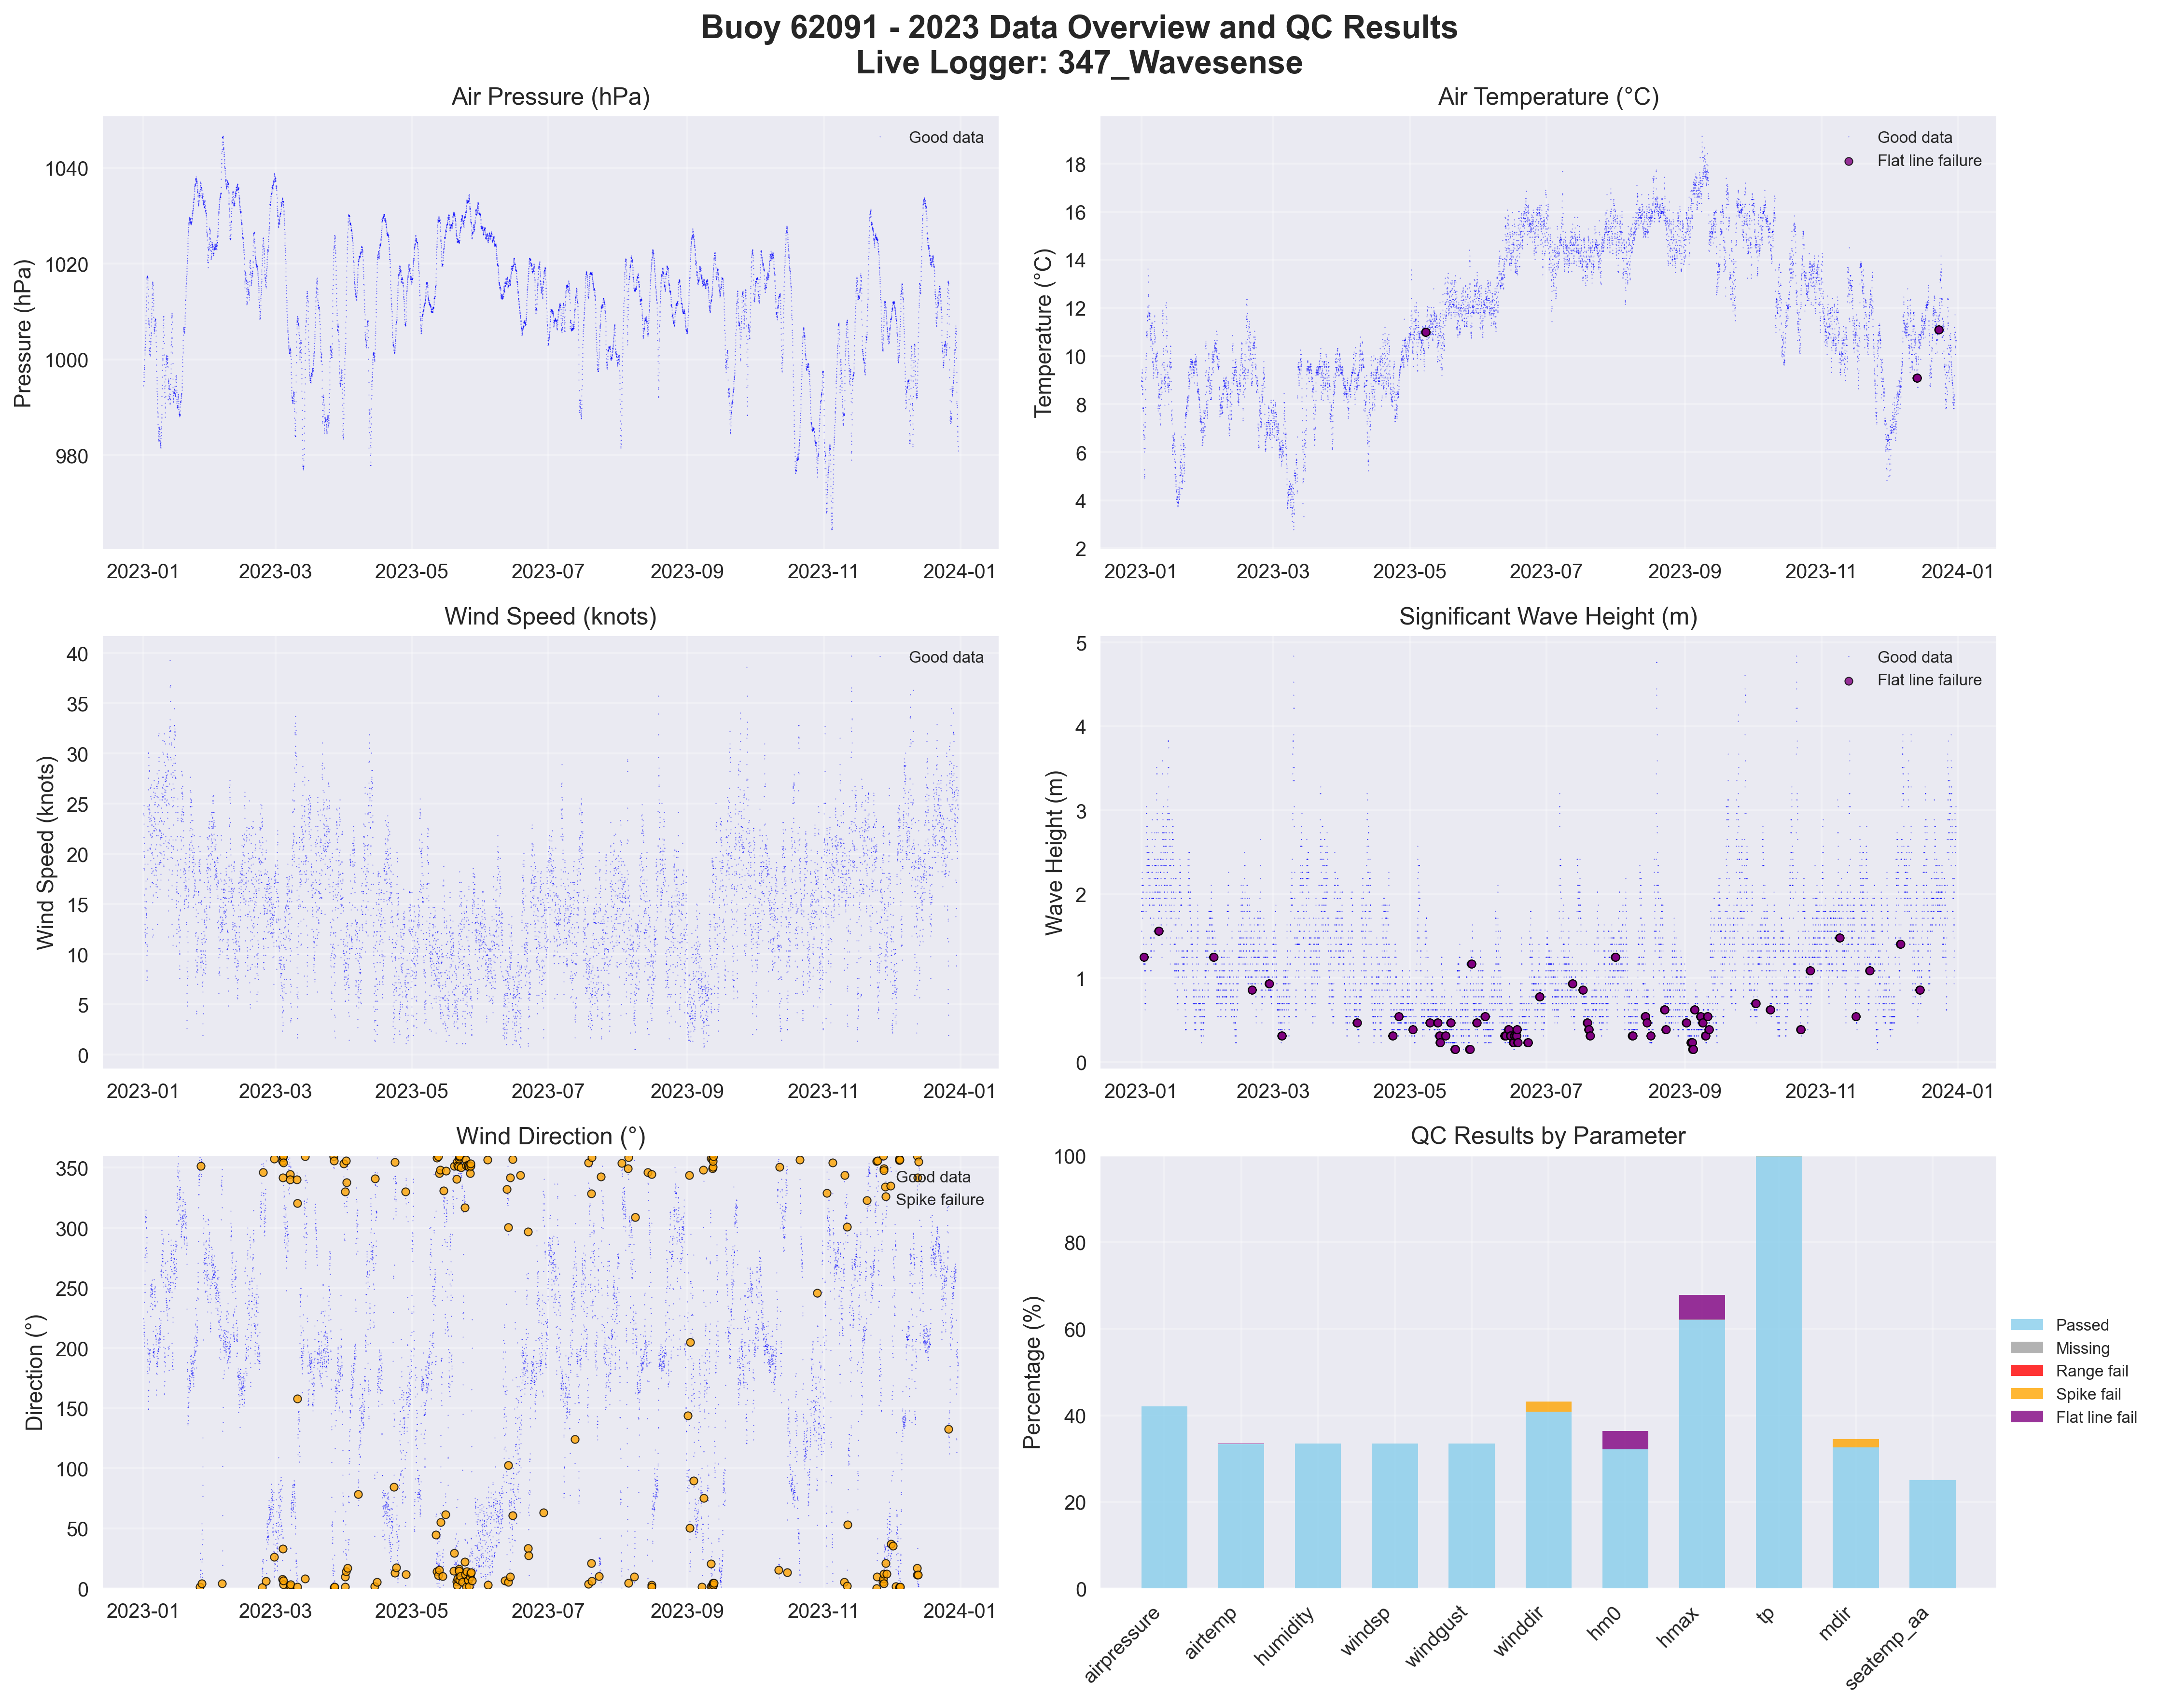 Buoy 62091 - 2023 Data Overview and QC Results
Live Logger: 347_Wavesense
Air Pressure (hPa)
Pressure (hPa)
1040
1020
1000
980
2023-01 2023-03 2023-05 2023-07 2023-09 2023-11 2024-01
Good data
Air Temperature (°C)
Temperature (°C)
18
16
14
12
10
8
6
4
2
2023-01 2023-03 2023-05 2023-07 2023-09 2023-11 2024-01
Good data
Flat line failure
Wind Speed (knots)
Wind Speed (knots)
40
35
30
25
20
15
10
5
0
2023-01 2023-03 2023-05 2023-07 2023-09 2023-11 2024-01
Good data
Significant Wave Height (m)
Wave Height (m)
5
4
3
2
1
0
2023-01 2023-03 2023-05 2023-07 2023-09 2023-11 2024-01
Good data
Flat line failure
Wind Direction (°)
Direction (°)
350
300
250
200
150
100
50
0
2023-01 2023-03 2023-05 2023-07 2023-09 2023-11 2024-01
Good data
Spike failure
QC Results by Parameter
Percentage (%)
100
80
60
40
20
0
airpressure airtemp humidity windsp windgust winddir hm0 hmax tp mdir seatemp_aa
Passed
Missing
Range fail
Spike fail
Flat line fail